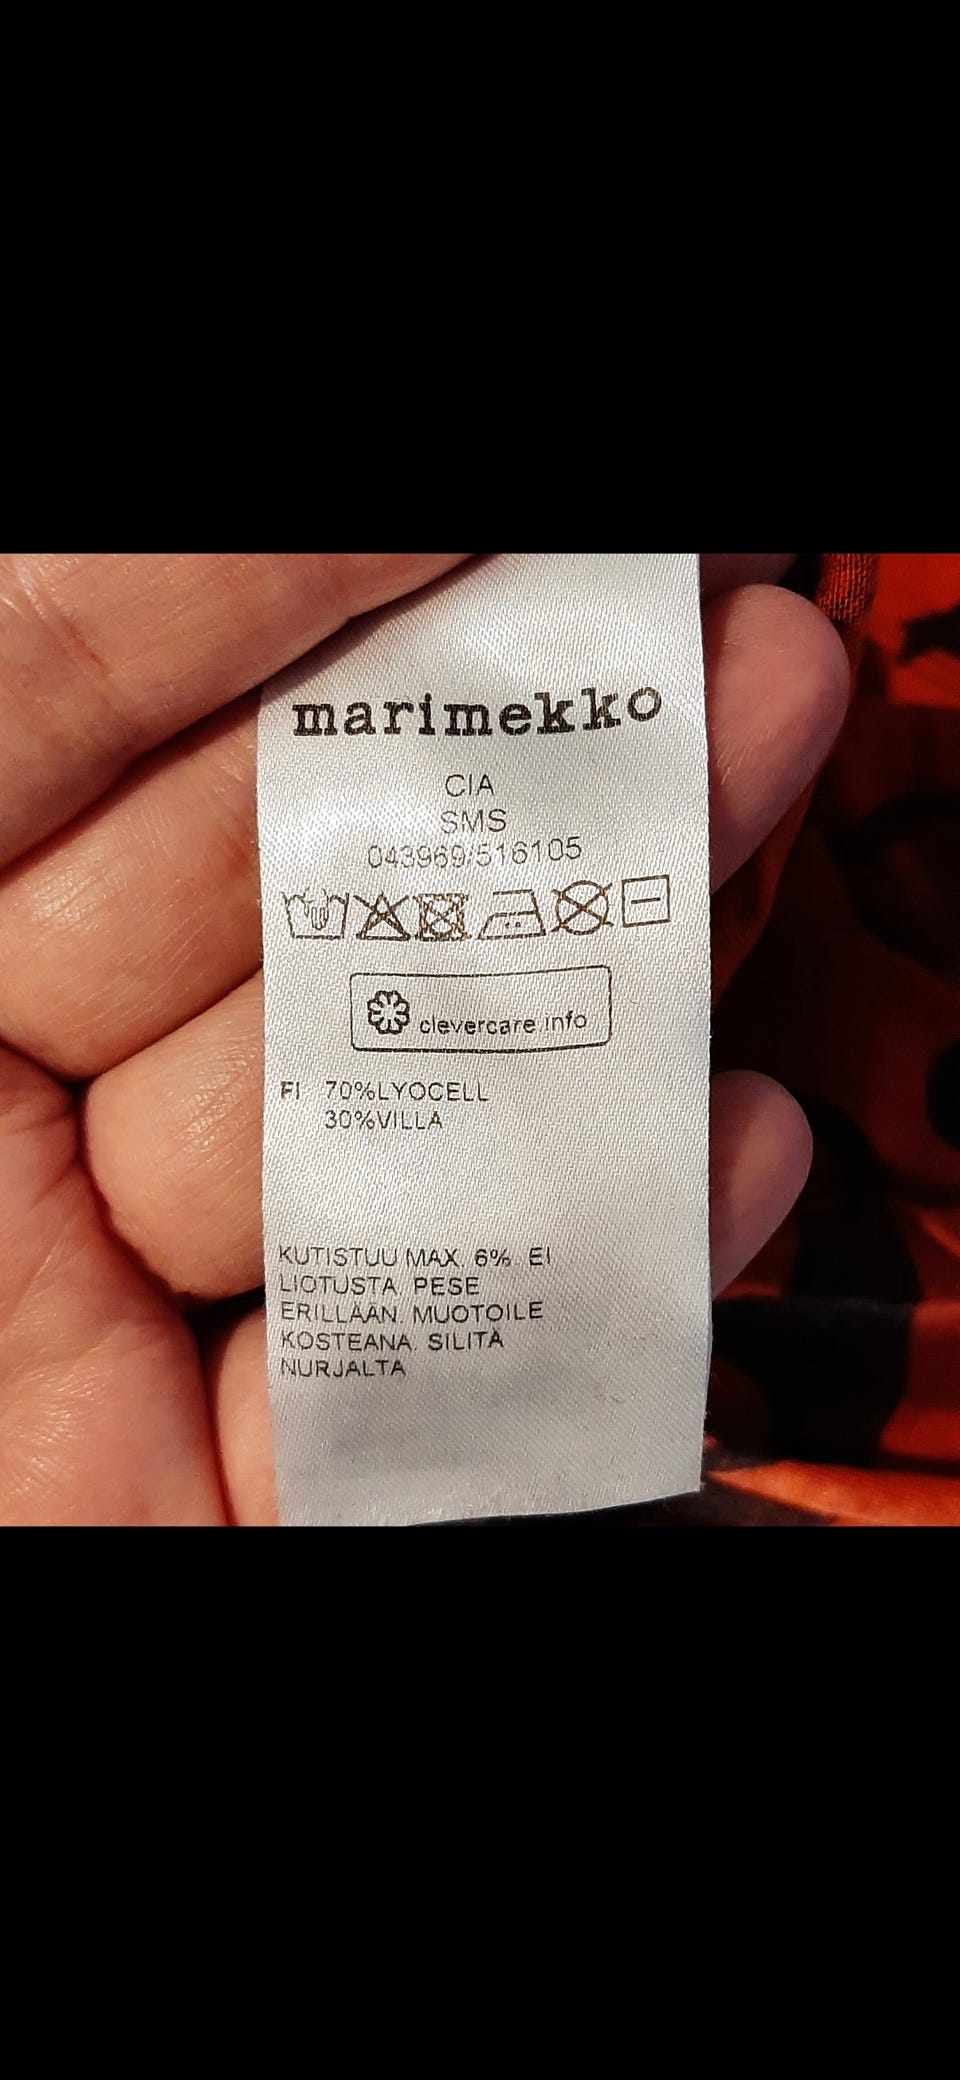 marimekko
CIA
SMS
043969/516105
clevercare.info
FI 70%LYOCELL
30%VILLA
KUTISTUU MAX. 6%. EI
LIOTUSTA. PESE
ERILLÄÄN. MUOTOILE
KOSTEANA. SILITÄ
NURJALTA